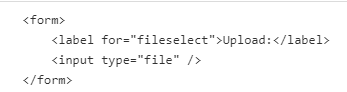 <form>
    <label for="fileselect">Upload:</label>
    <input type="file" />
</form>